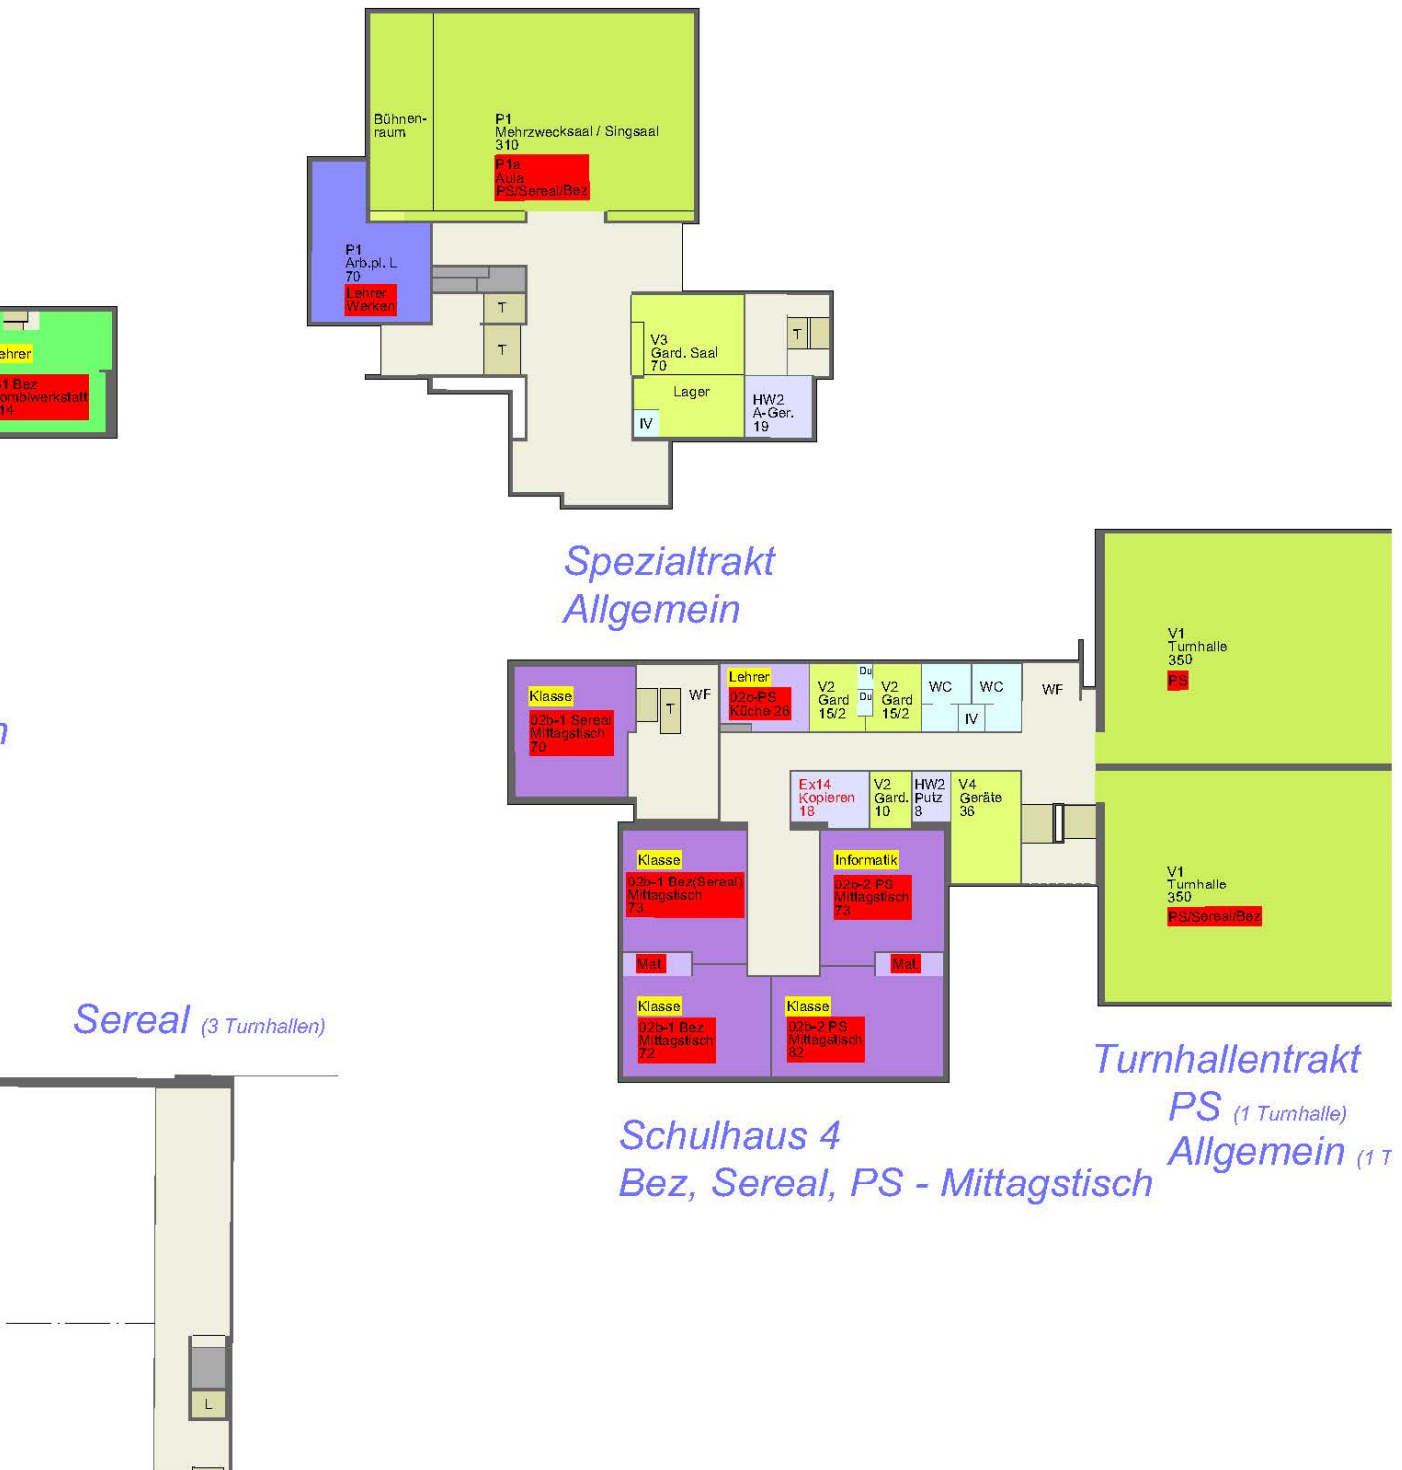 Bühnen-
raum
P1
Mehrzwecksaal / Singsaal
310
P1a
Aula
PS/Sereal/Bez
P1
Arb.pl. L
70
Lehrer
Werken
T
T
V3
Gard. Saal
70
Lager
IV
T
HW2
A-Ger.
19
ehrer
1 Bez
ombiwerkstatt
14
Spezialtrakt
Allgemein
n
Klasse
02b-1 Sereal
Mittagstisch
70
T
WF
Lehrer
02c-PS
Küche 26
V2
Gard
15/2
Du
Du
V2
Gard
15/2
WC
WC
IV
WF
Ex14
Kopieren
18
V2
Gard.
10
HW2
Putz
8
V4
Geräte
36
V1
Turnhalle
350
PS
V1
Turnhalle
350
PS/Sereal/Bez
Klasse
02b-1 Bez(Sereal)
Mittagstisch
73
Informatik
02b-2 PS
Mittagstisch
73
Mat.
Mat.
Klasse
02b-1 Bez
Mittagstisch
72
Klasse
02b-2 PS
Mittagstisch
82
Sereal (3 Turnhallen)
Turnhallentrakt
PS (1 Turnhalle)
Allgemein (1 T
Schulhaus 4
Bez, Sereal, PS - Mittagstisch
L